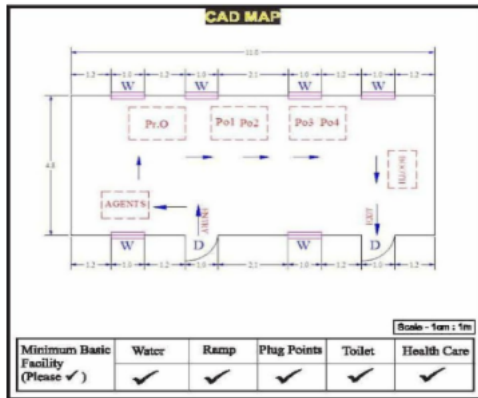 CAD MAP
1.2 1.0 1.2 1.0 2.1 1.0 1.2 1.0 1.2
W W W W
Pr.O Po1 Po2 Po3 Po4
BOOTH
AGENTS
ENTRY EXIT
W D W D
1.2 1.0 1.2 1.0 2.1 1.0 1.2 1.0 1.2
Scale - 1cm : 1m
Minimum Basic Facility (Please ✓) Water Ramp Plug Points Toilet Health Care
✓ ✓ ✓ ✓ ✓